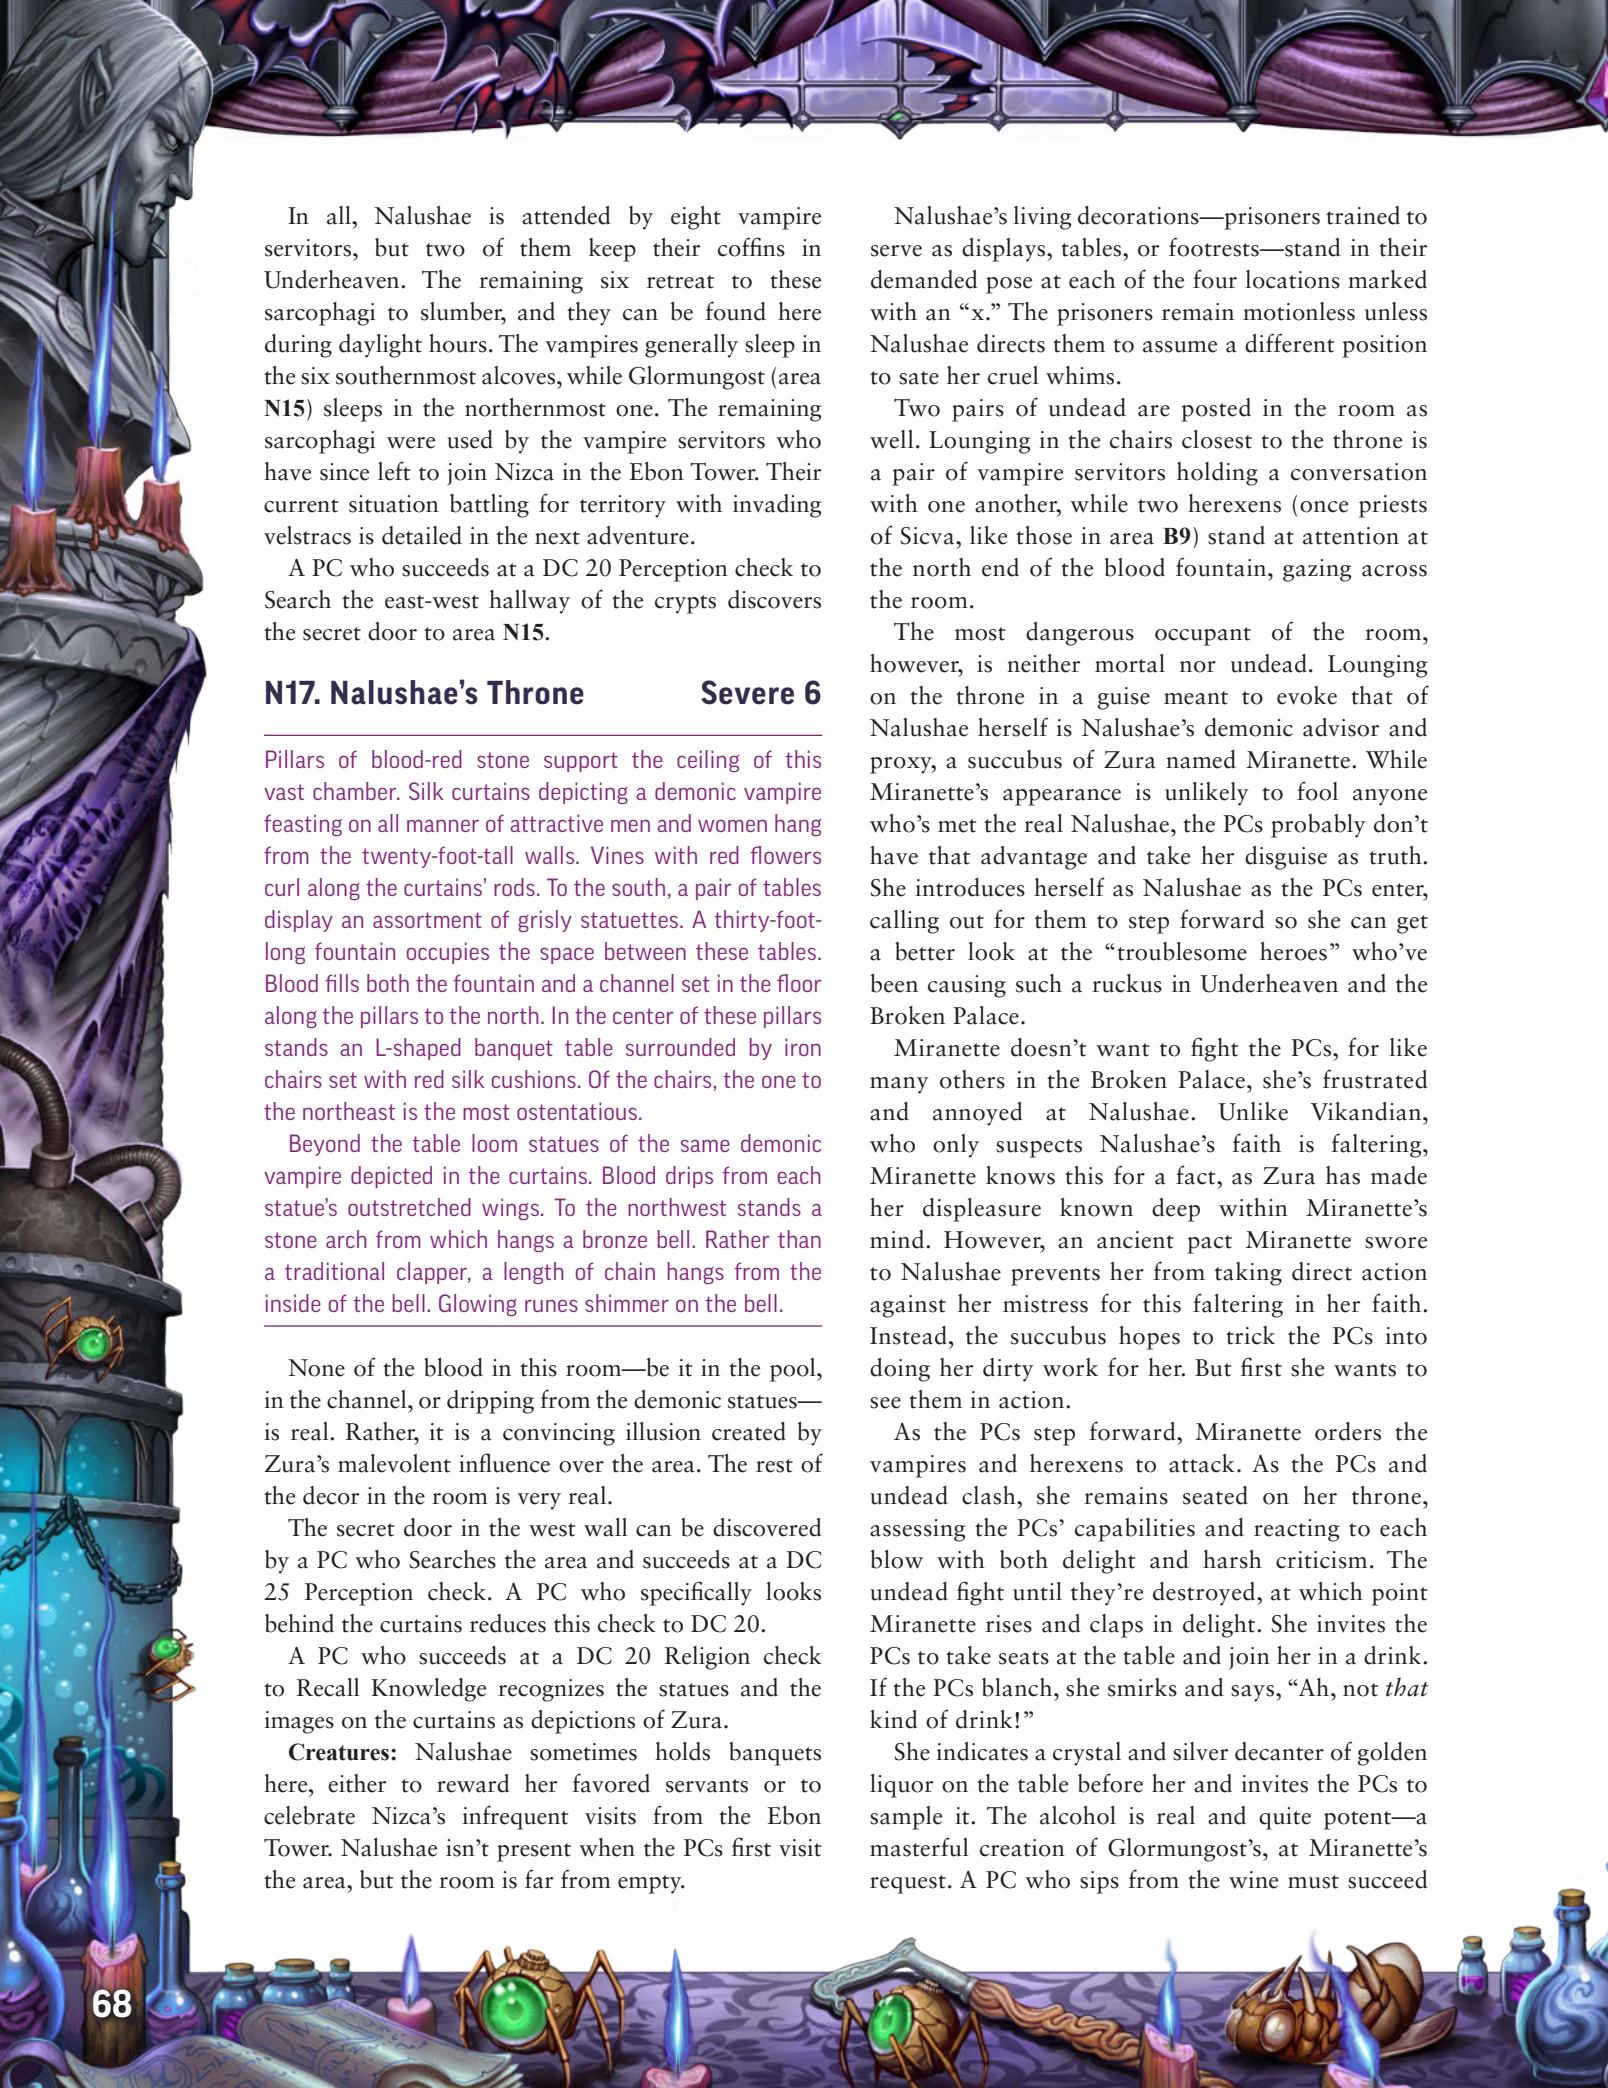 In all, Nalushae is attended by eight vampire
servitors, but two of them keep their coffins in
Underheaven. The remaining six retreat to these
sarcophagi to slumber, and they can be found here
during daylight hours. The vampires generally sleep in
the six southernmost alcoves, while Glormungost (area
N15) sleeps in the northernmost one. The remaining
sarcophagi were used by the vampire servitors who
have since left to join Nizca in the Ebon Tower. Their
current situation battling for territory with invading
velstracs is detailed in the next adventure.
A PC who succeeds at a DC 20 Perception check to
Search the east-west hallway of the crypts discovers
the secret door to area N15.
N17. Nalushae's Throne Severe 6
Pillars of blood-red stone support the ceiling of this
vast chamber. Silk curtains depicting a demonic vampire
feasting on all manner of attractive men and women hang
from the twenty-foot-tall walls. Vines with red flowers
curl along the curtains' rods. To the south, a pair of tables
display an assortment of grisly statuettes. A thirty-foot-
long fountain occupies the space between these tables.
Blood fills both the fountain and a channel set in the floor
along the pillars to the north. In the center of these pillars
stands an L-shaped banquet table surrounded by iron
chairs set with red silk cushions. Of the chairs, the one to
the northeast is the most ostentatious.
Beyond the table loom statues of the same demonic
vampire depicted in the curtains. Blood drips from each
statue's outstretched wings. To the northwest stands a
stone arch from which hangs a bronze bell. Rather than
a traditional clapper, a length of chain hangs from the
inside of the bell. Glowing runes shimmer on the bell.
None of the blood in this room—be it in the pool,
in the channel, or dripping from the demonic statues—
is real. Rather, it is a convincing illusion created by
Zura's malevolent influence over the area. The rest of
the decor in the room is very real.
The secret door in the west wall can be discovered
by a PC who Searches the area and succeeds at a DC
25 Perception check. A PC who specifically looks
behind the curtains reduces this check to DC 20.
A PC who succeeds at a DC 20 Religion check
to Recall Knowledge recognizes the statues and the
images on the curtains as depictions of Zura.
Creatures: Nalushae sometimes holds banquets
here, either to reward her favored servants or to
celebrate Nizca's infrequent visits from the Ebon
Tower. Nalushae isn't present when the PCs first visit
the area, but the room is far from empty.
Nalushae's living decorations—prisoners trained to
serve as displays, tables, or footrests—stand in their
demanded pose at each of the four locations marked
with an “x.” The prisoners remain motionless unless
Nalushae directs them to assume a different position
to sate her cruel whims.
Two pairs of undead are posted in the room as
well. Lounging in the chairs closest to the throne is
a pair of vampire servitors holding a conversation
with one another, while two herexens (once priests
of Sicva, like those in area B9) stand at attention at
the north end of the blood fountain, gazing across
the room.
The most dangerous occupant of the room,
however, is neither mortal nor undead. Lounging
on the throne in a guise meant to evoke that of
Nalushae herself is Nalushae's demonic advisor and
proxy, a succubus of Zura named Miranette. While
Miranette's appearance is unlikely to fool anyone
who's met the real Nalushae, the PCs probably don't
have that advantage and take her disguise as truth.
She introduces herself as Nalushae as the PCs enter,
calling out for them to step forward so she can get
a better look at the “troublesome heroes” who've
been causing such a ruckus in Underheaven and the
Broken Palace.
Miranette doesn't want to fight the PCs, for like
many others in the Broken Palace, she's frustrated
and annoyed at Nalushae. Unlike Vikandian,
who only suspects Nalushae's faith is faltering,
Miranette knows this for a fact, as Zura has made
her displeasure known deep within Miranette's
mind. However, an ancient pact Miranette swore
to Nalushae prevents her from taking direct action
against her mistress for this faltering in her faith.
Instead, the succubus hopes to trick the PCs into
doing her dirty work for her. But first she wants to
see them in action.
As the PCs step forward, Miranette orders the
vampires and herexens to attack. As the PCs and
undead clash, she remains seated on her throne,
assessing the PCs' capabilities and reacting to each
blow with both delight and harsh criticism. The
undead fight until they're destroyed, at which point
Miranette rises and claps in delight. She invites the
PCs to take seats at the table and join her in a drink.
If the PCs blanch, she smirks and says, “Ah, not that
kind of drink!”
She indicates a crystal and silver decanter of golden
liquor on the table before her and invites the PCs to
sample it. The alcohol is real and quite potent—a
masterful creation of Glormungost's, at Miranette's
request. A PC who sips from the wine must succeed
68